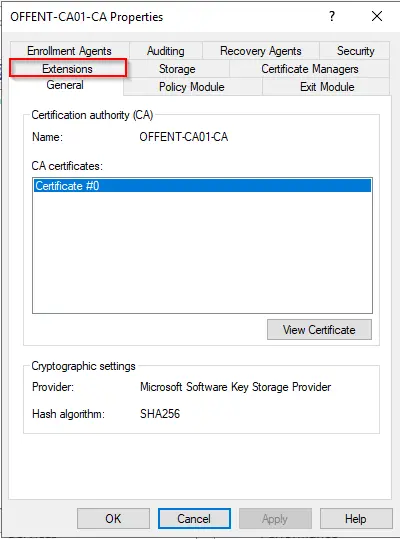 OFFENT-CA01-CA Properties ? ×
Enrollment Agents Auditing Recovery Agents Security
Extensions Storage Certificate Managers
General Policy Module Exit Module
Certification authority (CA)
Name: OFFENT-CA01-CA
CA certificates:
Certificate #0
View Certificate
Cryptographic settings
Provider: Microsoft Software Key Storage Provider
Hash algorithm: SHA256
OK Cancel Apply Help